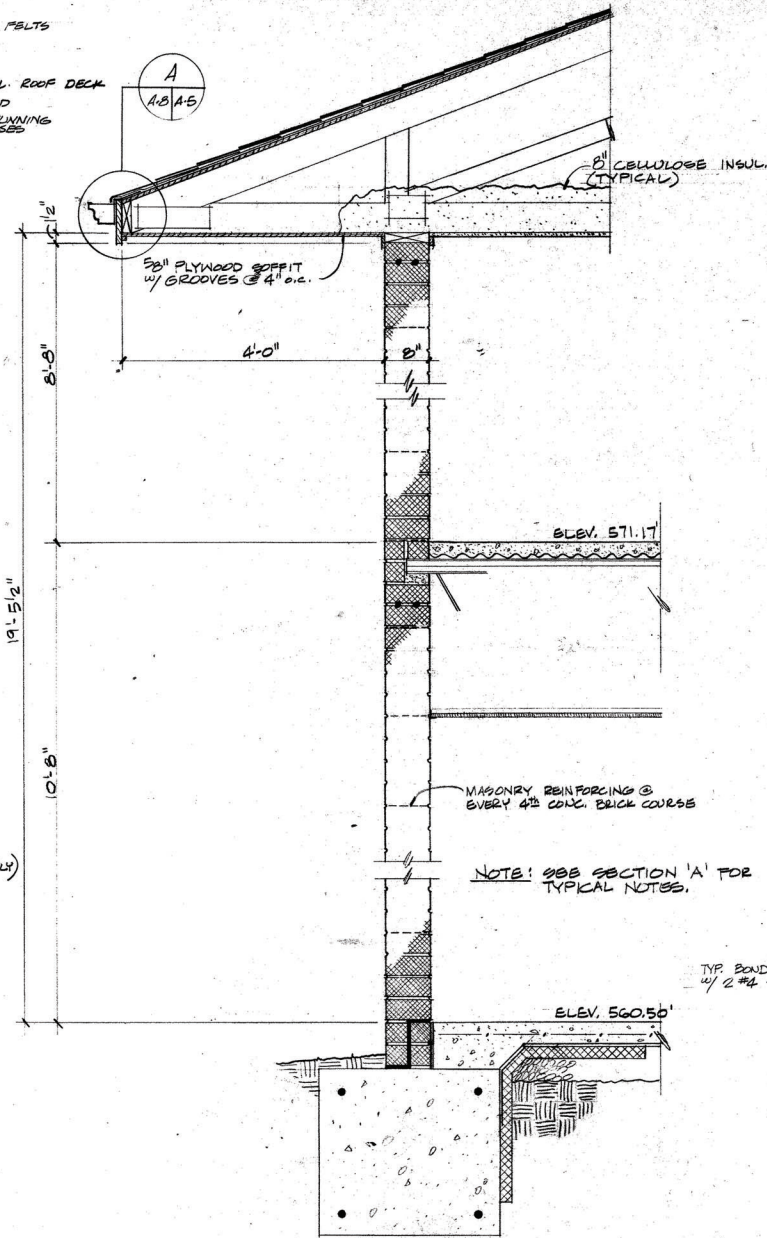 FELTS
L. ROOF DECK
D
UNNING
SES
A
A-8 A-5
8" CELLULOSE INSUL.
(TYPICAL)
5 1/2"
5/8" PLYWOOD SOFFIT
W/ GROOVES @ 4" O.C.
4'-0"
8"
8'-8"
ELEV. 571.17'
19'-5 1/2"
10'-8"
MASONRY REINFORCING @
EVERY 4th CONC. BRICK COURSE
LY)
NOTE: SEE SECTION 'A' FOR
TYPICAL NOTES.
TYP. BOND
W/ 2 #4
ELEV. 560.50'